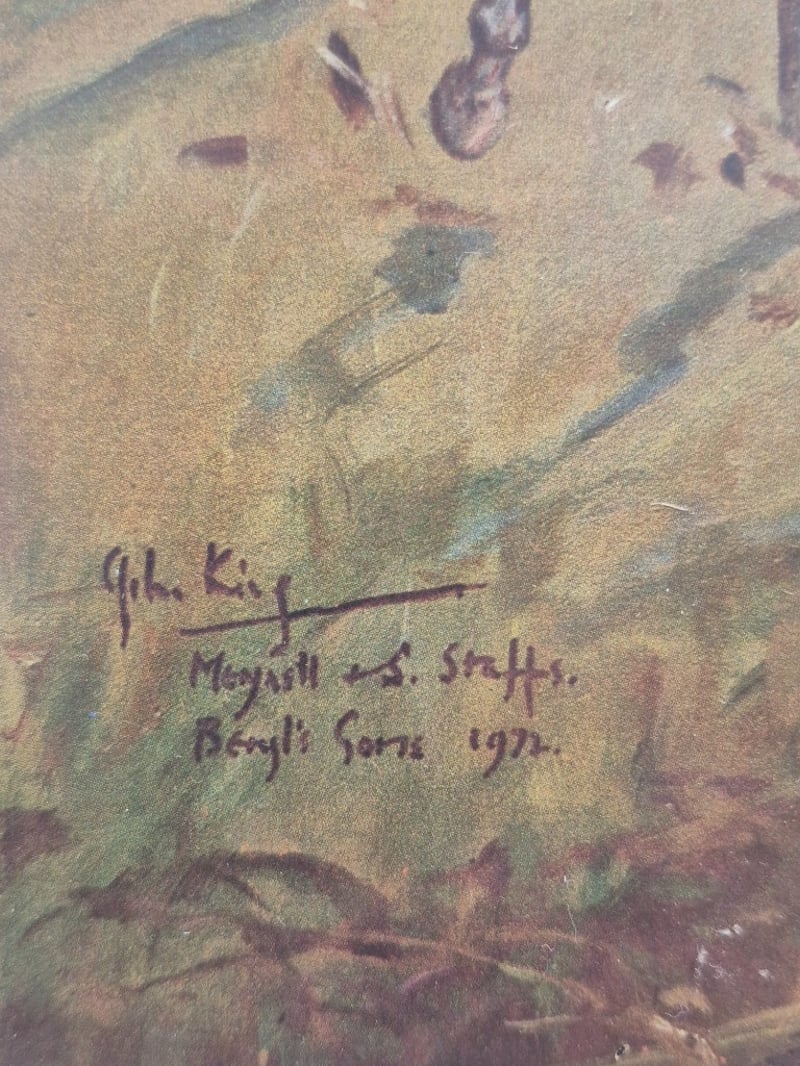 John King
Meynell + S. Staffs.
Beryl's Gorse 1972.